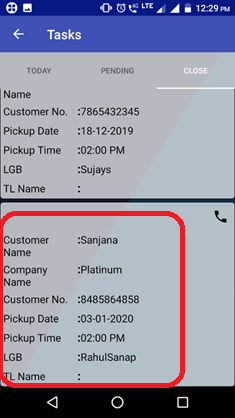 4G LTE 12:29 PM
Tasks
TODAY PENDING CLOSE
Name
Customer No. :7865432345
Pickup Date :18-12-2019
Pickup Time :02:00 PM
LGB :Sujays
TL Name :
Customer Name :Sanjana
Company Name :Platinum
Customer No. :8485864858
Pickup Date :03-01-2020
Pickup Time :02:00 PM
LGB :RahulSanap
TL Name :